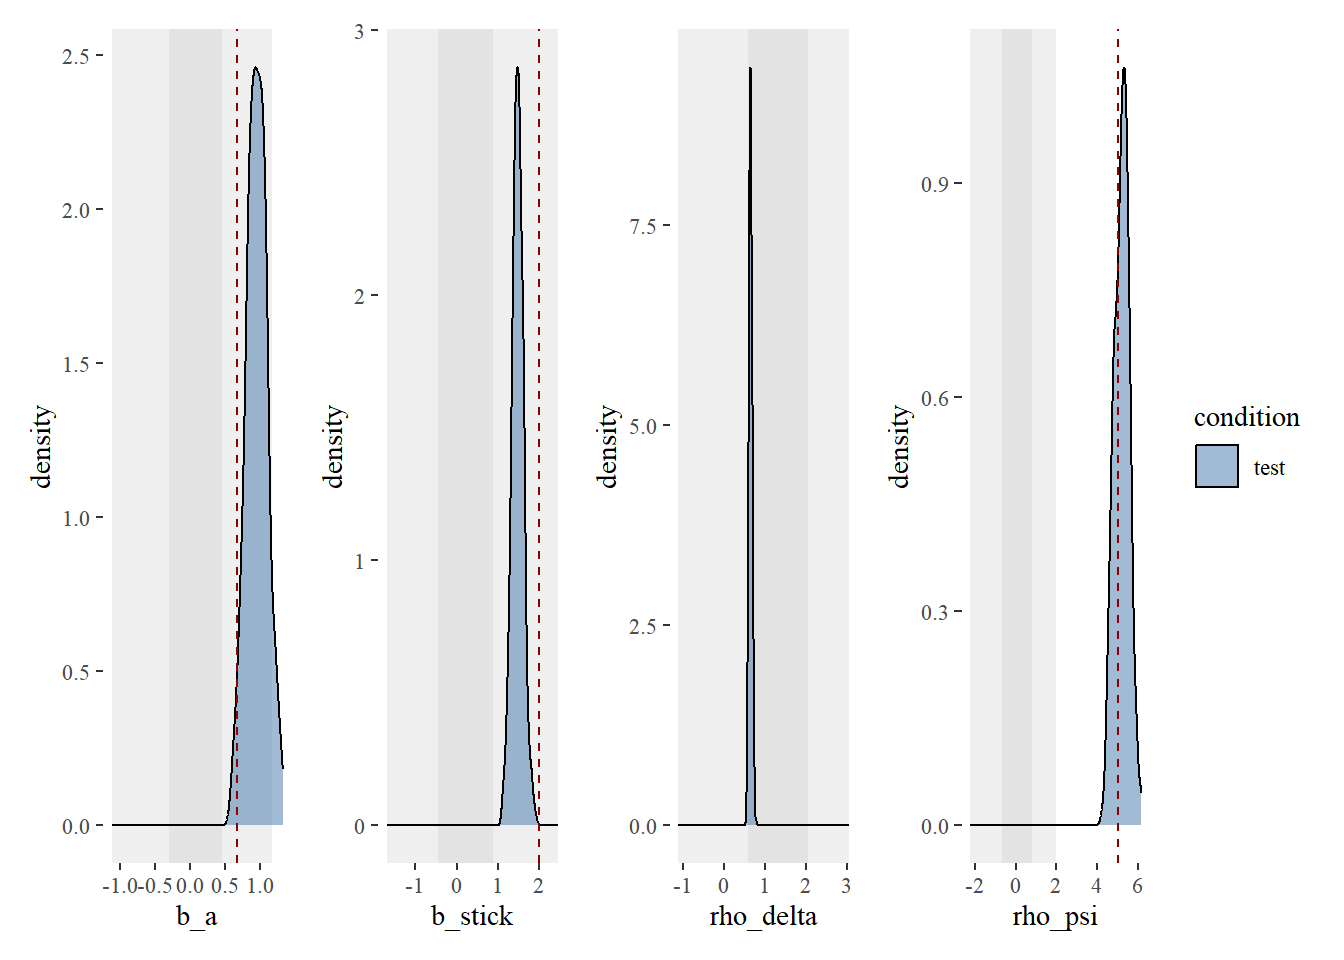 density
2.5
2.0
1.5
1.0
0.5
0.0
-1.0 -0.5 0.0 0.5 1.0
b_a
density
3
2
1
0
-1 0 1 2
b_stick
density
7.5
5.0
2.5
0.0
-1 0 1 2 3
rho_delta
density
0.9
0.6
0.3
0.0
-2 0 2 4 6
rho_psi
condition
test